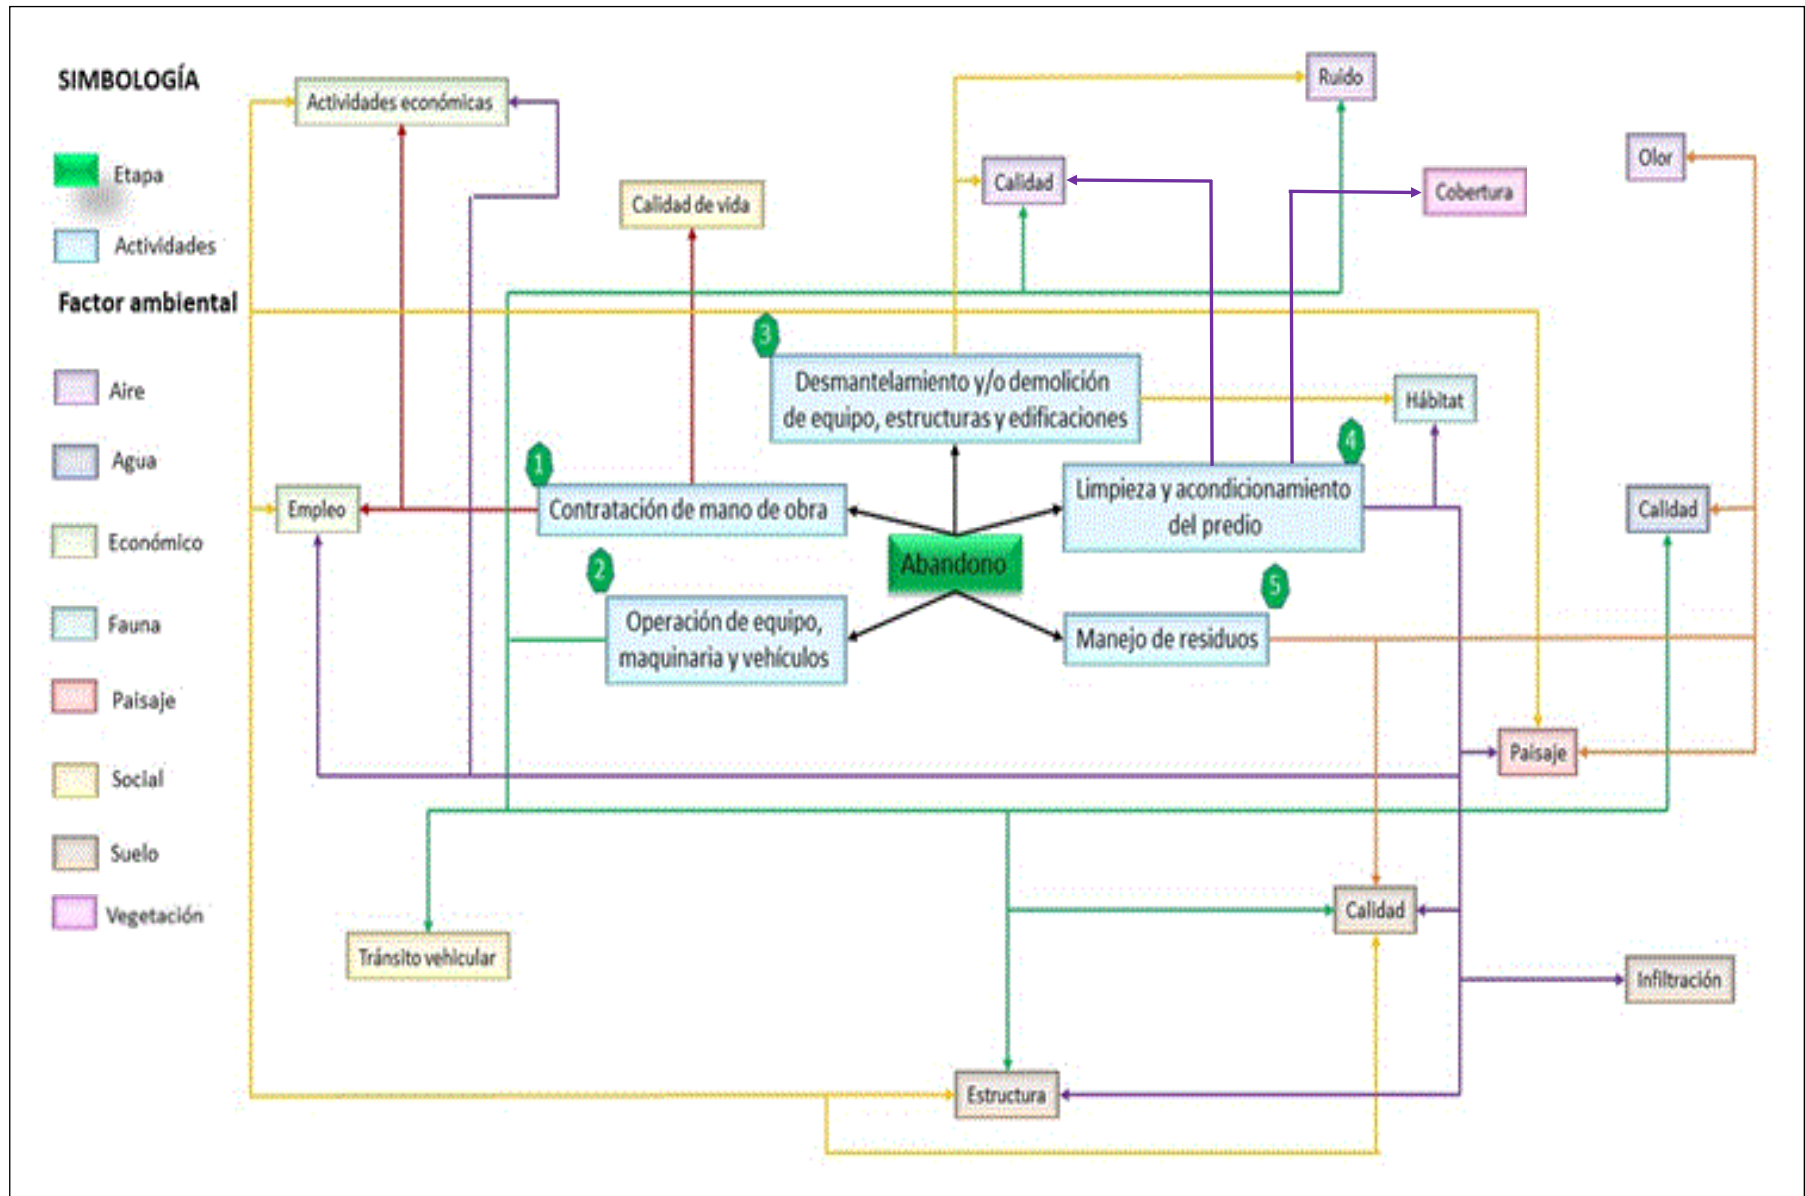 SIMBOLOGÍA
Etapa
Actividades
Factor ambiental
Aire
Agua
Económico
Fauna
Paisaje
Social
Suelo
Vegetación
Actividades económicas
Calidad de vida
Calidad
Ruido
Cobertura
Olor
3
Desmantelamiento y/o demolición
de equipo, estructuras y edificaciones
Hábitat
1
Contratación de mano de obra
Empleo
4
Limpieza y acondicionamiento
del predio
Calidad
Abandono
2
Operación de equipo,
maquinaria y vehículos
5
Manejo de residuos
Paisaje
Calidad
Tránsito vehicular
Infiltración
Estructura